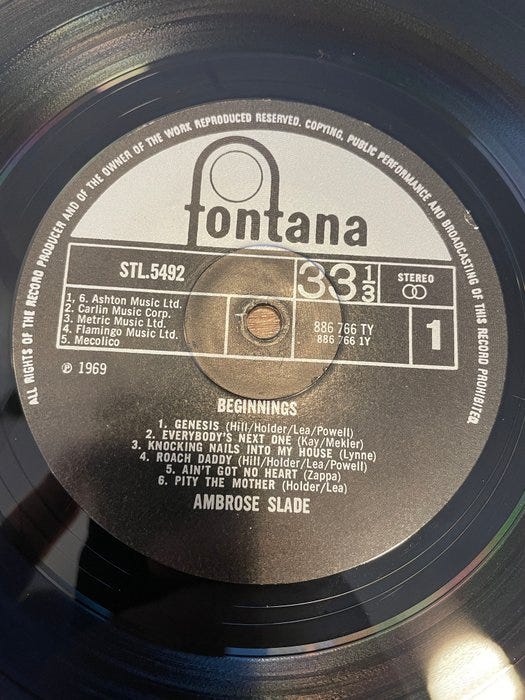 ALL RIGHTS OF THE RECORD PRODUCER AND OF THE OWNER OF THE WORK REPRODUCED RESERVED. COPYING, PUBLIC PERFORMANCE AND BROADCASTING OF THIS RECORD PROHIBITED.
fontana
STL.5492
33 1/3
STEREO
1, 6. Ashton Music Ltd.
2. Carlin Music Corp.
3. Metric Music Ltd.
4. Flamingo Music Ltd.
5. Mecolico
886 766 TY
886 766 1Y
1
℗ 1969
BEGINNINGS
1. GENESIS (Hill/Holder/Lea/Powell)
2. EVERYBODY'S NEXT ONE (Kay/Mekler)
3. KNOCKING NAILS INTO MY HOUSE (Lynne)
4. ROACH DADDY (Hill/Holder/Lea/Powell)
5. AIN'T GOT NO HEART (Zappa)
6. PITY THE MOTHER (Holder/Lea)
AMBROSE SLADE